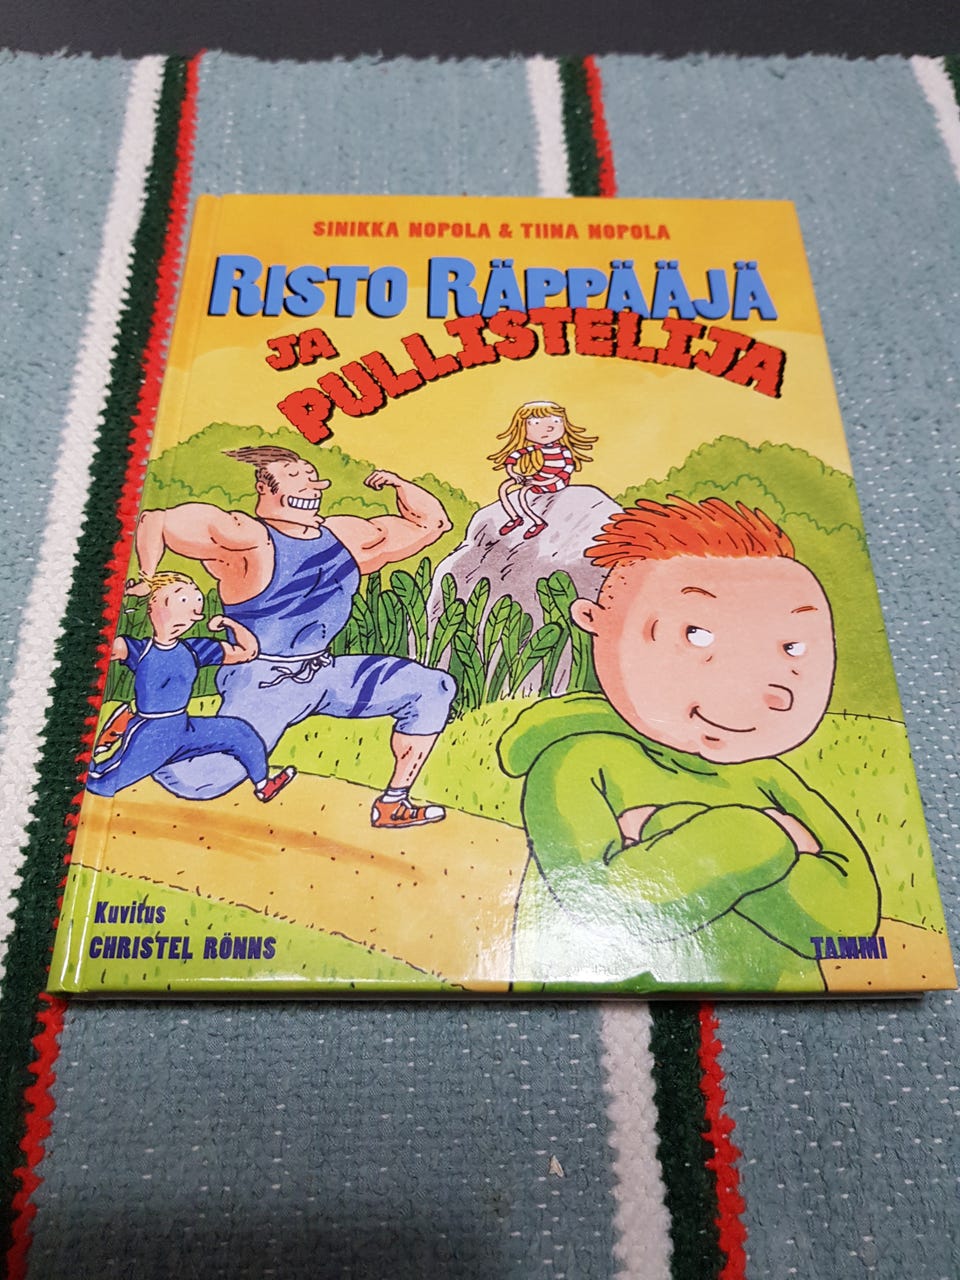 SINIKKA NOPOLA & TIINA NOPOLA
RISTO RÄPPÄÄJÄ
JA
PULLISTELIJA
Kuvitus
CHRISTEL RÖNNS
TAMMI